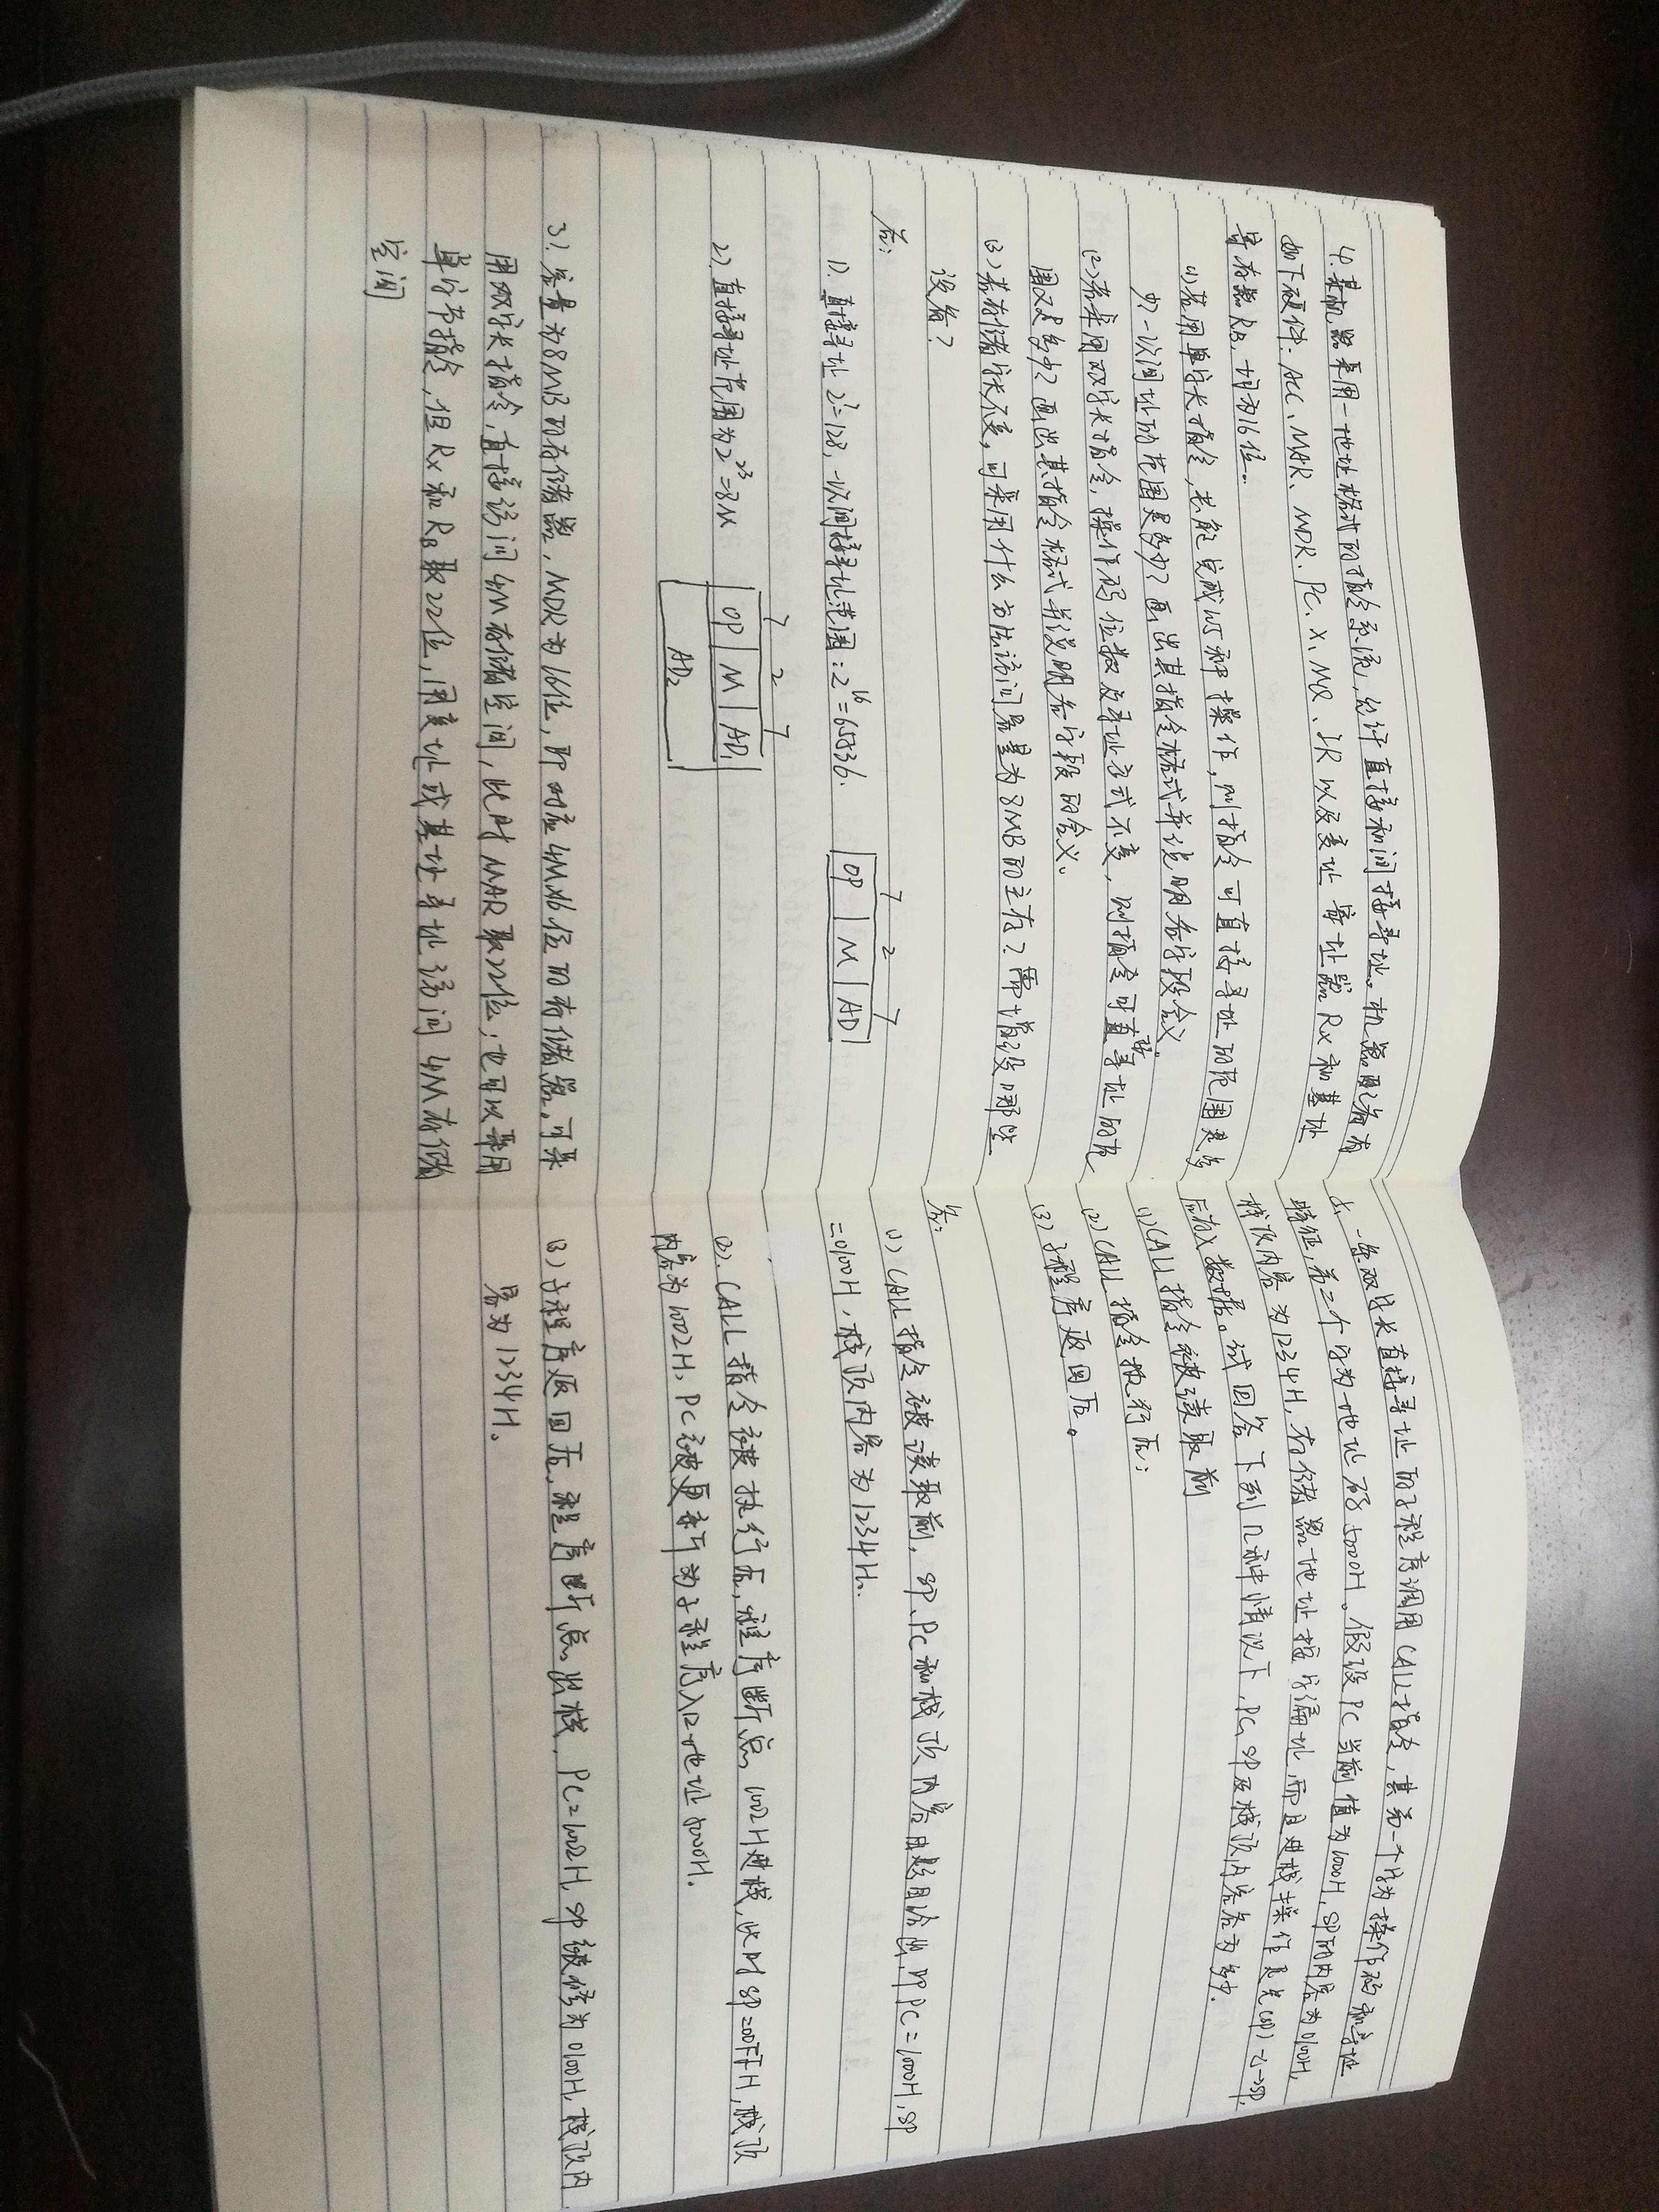 4. 某机器采用一地址格式的指令系统,允许直接和间接寻址。机器配备有
如下硬件: ACC、MAR、MDR、PC、X、MQ、IR 以及变址寄址器Rx和基址
寄存器 RB, 均为16位.
(1)若用单字长指令,共能完成105种操作,则指令可直接寻址的范围是多
少?一次间址的范围是多少?画出其指令格式并说明各字段含义
(2)若采用双字长指令,操作码位数及寻址方式不变,则指令可直接寻址的范
围又是多少?画出其指令格式并说明各字段的含义。
(3)若存储字长不变,可采用什么方法访问容量为8MB的主存?需增设哪些
设备?
答:
1). 直接寻址 2⁷=128, 一次间接寻址范围: 2¹⁶=65536.
7 2 7
OP M AD
2). 直接寻址范围为2²³=8M
7 2 7
OP M AD₁
AD₂
3). 容量为8MB的存储器, MDR为16位, 即对应4M×16位的存储器。可采
用双字长指令,直接访问4M存储空间,此时MAR取22位;也可以采用
单字节指令,但Rx和RB取22位,用变址或基址寻址访问4M存储
空间
5. 一条双字长直接寻址的子程序调用CALL指令,其第一个字为操作码和寻址
特征,第二个字为地址码5000H。假设PC当前值为1000H, SP的内容为0100H,
栈顶内容为1234H, 存储器地址按字编址,而且进栈操作是先(SP)-1→SP,
后存入数据。试回答下列几种情况下, PC、SP及栈顶内容各为多少.
(1)CALL指令被读取前
(2)CALL指令执行后;
(3)子程序返回后。
答:
(1) CALL指令被读取前, SP、PC和栈顶内容由题目给出, 即PC=1000H, SP
=0100H, 栈顶内容为1234H.
(2). CALL指令被执行后,程序断点1002H进栈,此时SP=00FFH, 栈顶
内容为1002H, PC被更新为子程序入口地址5000H.
(3) 子程序返回后,程序断点出栈, PC=1002H, SP被修为0100H, 栈顶内
容为1234H。